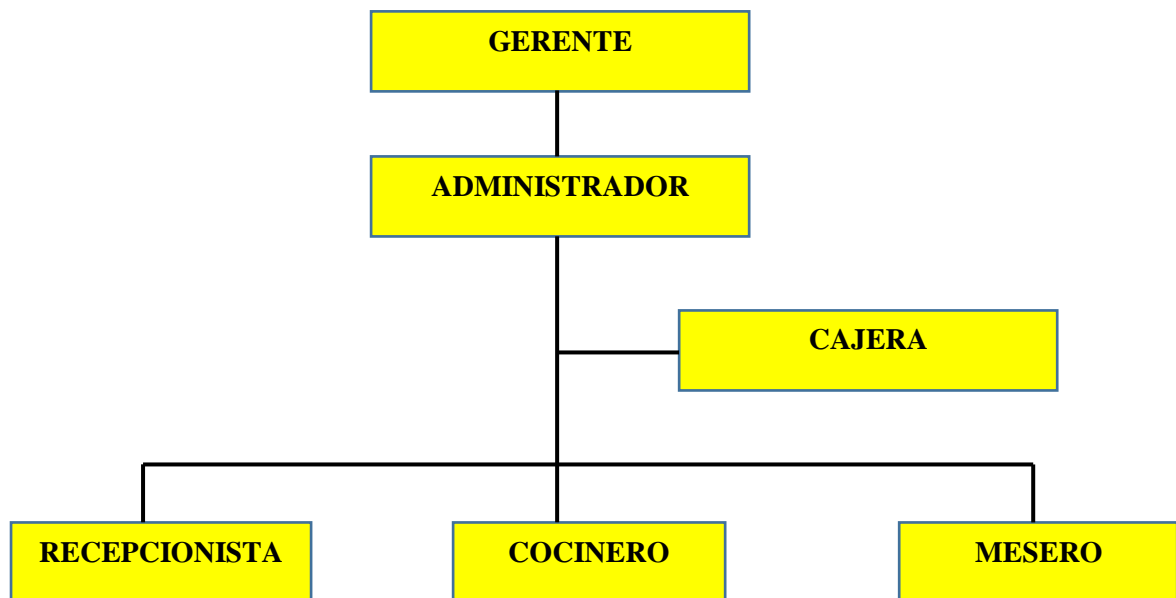 GERENTE
ADMINISTRADOR
CAJERA
RECEPCIONISTA
COCINERO
MESERO